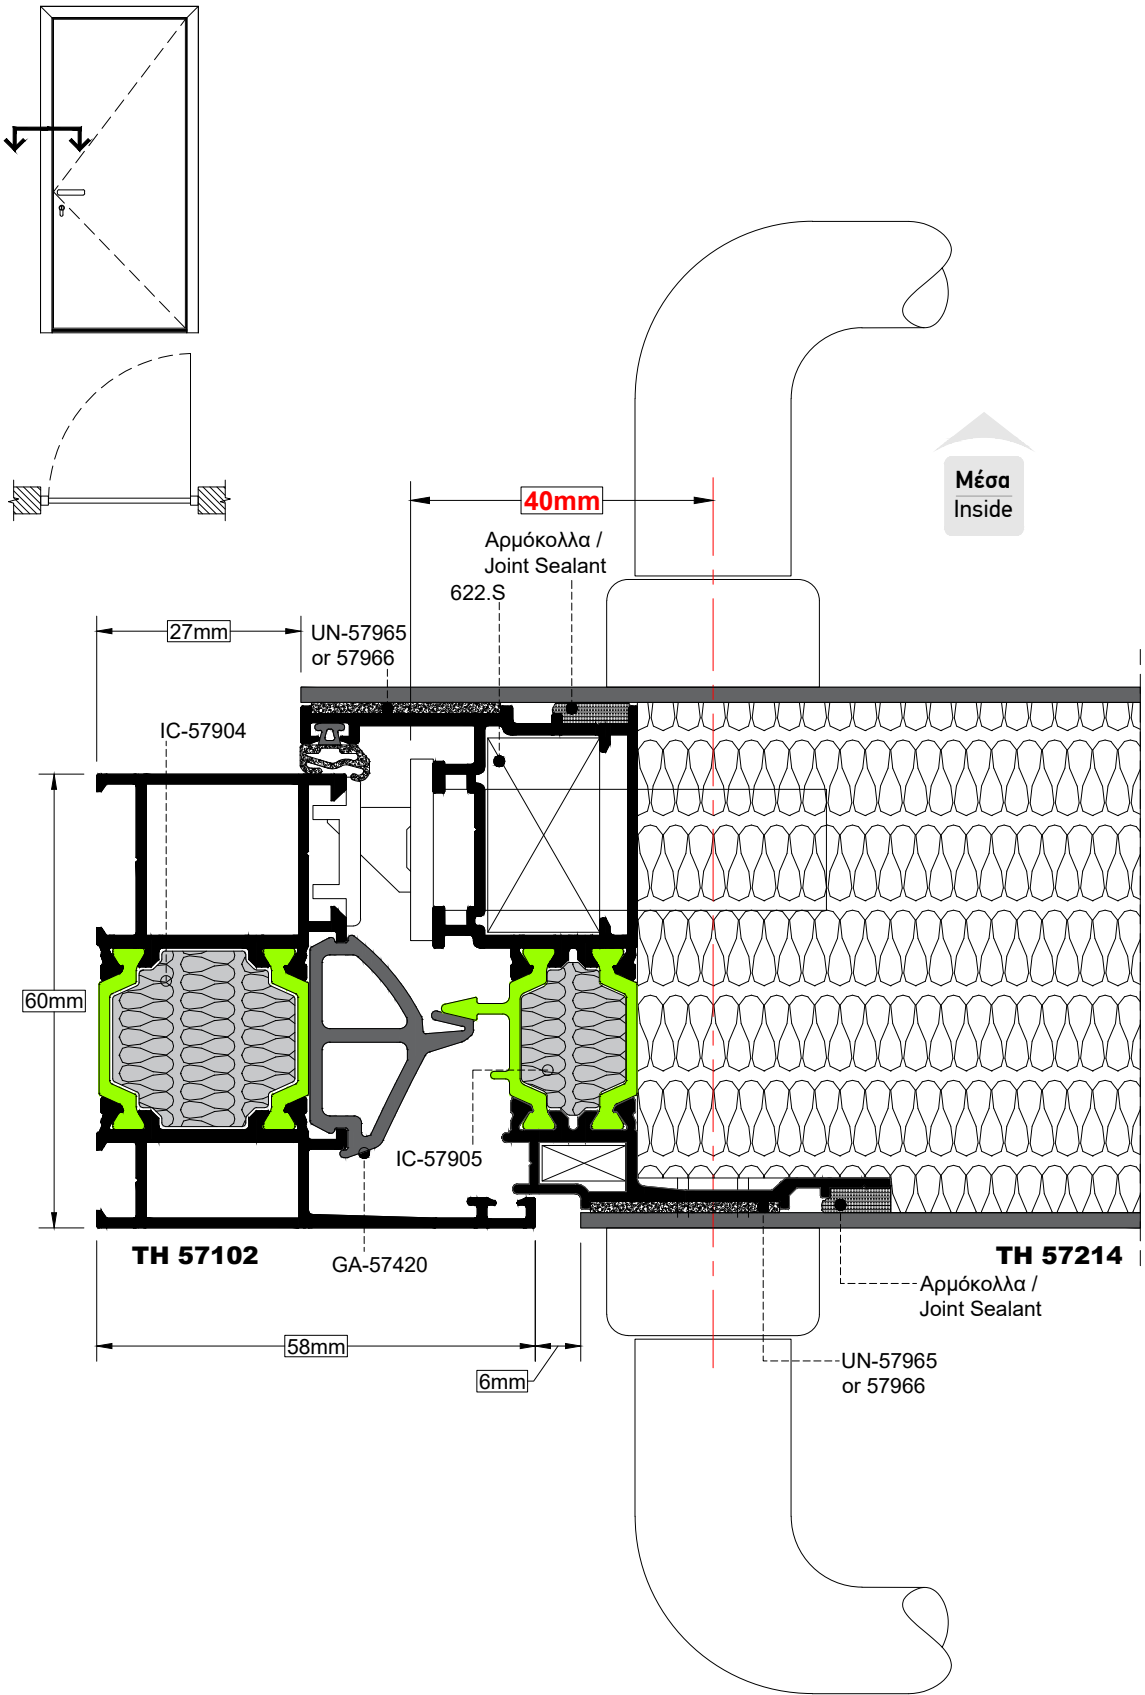 Μέσα
Inside
40mm
Αρμόκολλα /
Joint Sealant
622.S
27mm
UN-57965
or 57966
IC-57904
60mm
IC-57905
TH 57102
GA-57420
TH 57214
Αρμόκολλα /
Joint Sealant
58mm
6mm
UN-57965
or 57966